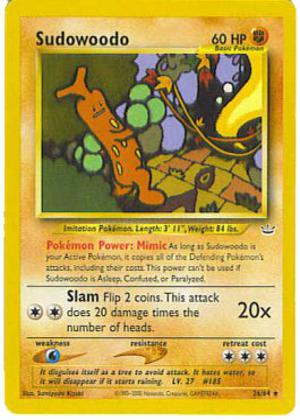 Sudowoodo 60 HP
Basic Pokémon
Imitation Pokémon. Length: 3' 11", Weight: 84 lbs.
Pokémon Power: Mimic As long as Sudowoodo is
your Active Pokémon, it copies all of the Defending Pokémon's
attacks, including their costs. This power can't be used if
Sudowoodo is Asleep, Confused, or Paralyzed.
Slam Flip 2 coins. This attack
does 20 damage times the
number of heads.
20x
weakness resistance retreat cost
It disguises itself as a tree to avoid attack. It hates water, so
it will disappear if it starts raining. LV. 27 #185
Illus. Sumiyoshi Kizuki
26/64